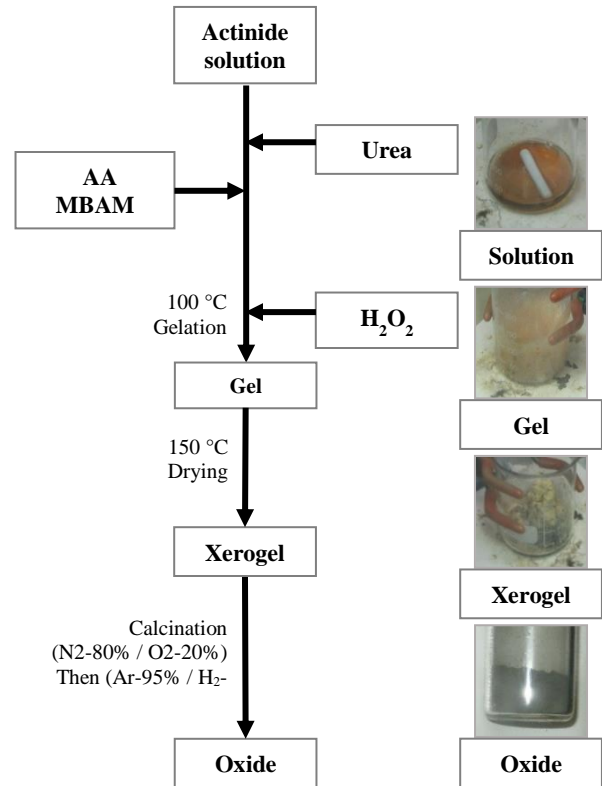 Actinide
solution
Urea
AA
MBAM
Solution
100 °C
Gelation
H₂O₂
Gel
Gel
150 °C
Drying
Xerogel
Xerogel
Calcination
(N2-80% / O2-20%)
Then (Ar-95% / H₂-
Oxide
Oxide